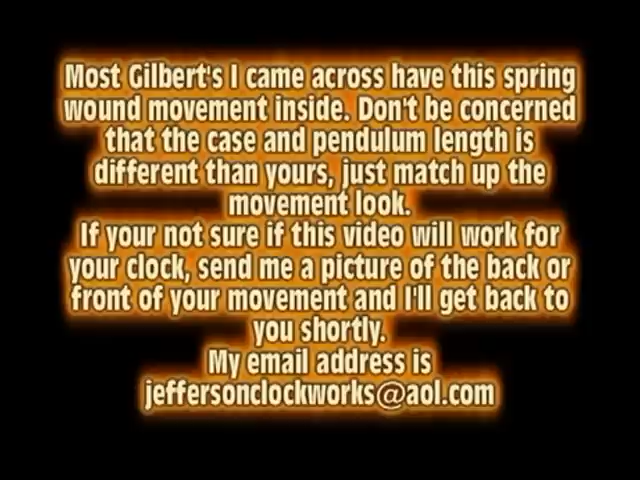 Most Gilbert's I came across have this spring
wound movement inside. Don't be concerned
that the case and pendulum length is
different than yours, just match up the
movement look.
If your not sure if this video will work for
your clock, send me a picture of the back or
front of your movement and I'll get back to
you shortly.
My email address is
jeffersonclockworks@aol.com